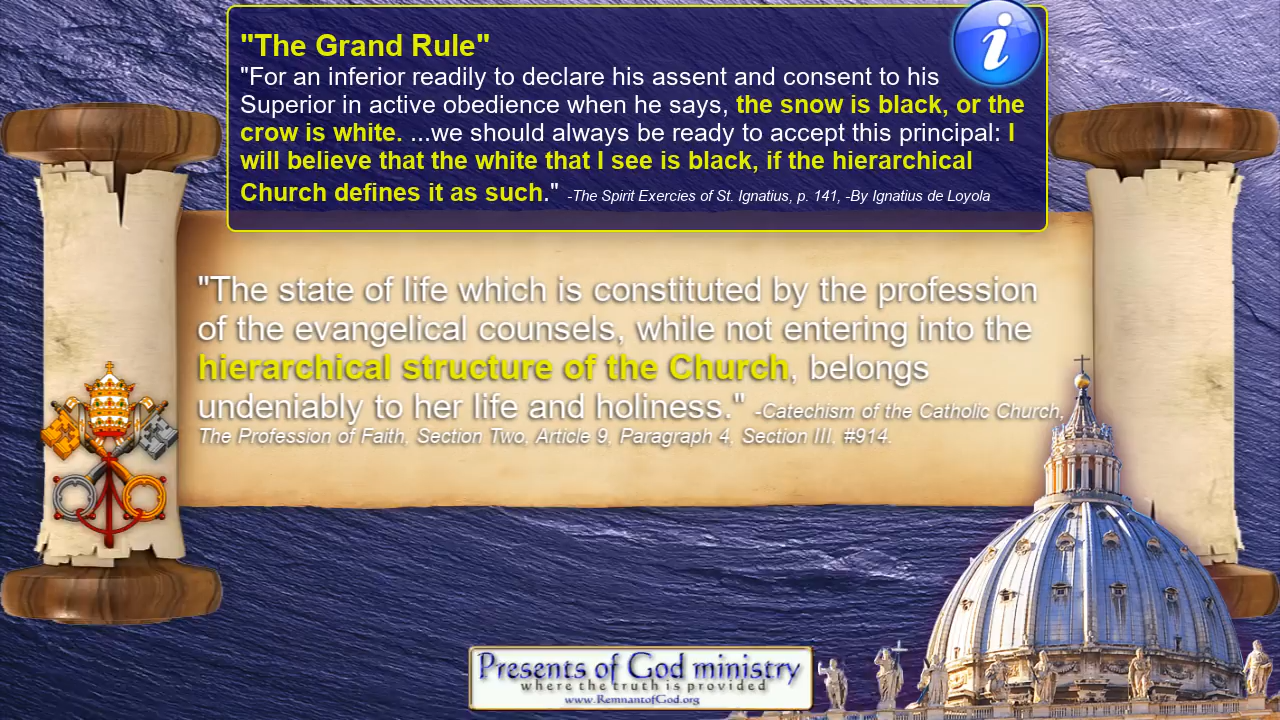 "The Grand Rule"
"For an inferior readily to declare his assent and consent to his
Superior in active obedience when he says, the snow is black, or the
crow is white. ...we should always be ready to accept this principal: I
will believe that the white that I see is black, if the hierarchical
Church defines it as such." -The Spirit Exercies of St. Ignatius, p. 141, -By Ignatius de Loyola
"The state of life which is constituted by the profession
of the evangelical counsels, while not entering into the
hierarchical structure of the Church, belongs
undeniably to her life and holiness." -Catechism of the Catholic Church,
The Profession of Faith, Section Two, Article 9, Paragraph 4, Section III, #914.
Presents of God ministry
where the truth is provided
www.RemnantofGod.org